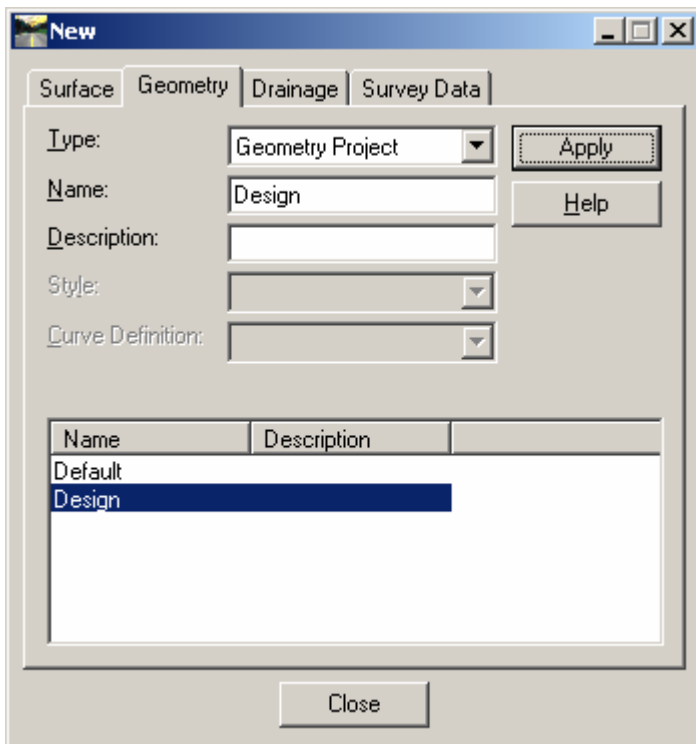 New
Surface Geometry Drainage Survey Data
Type: Geometry Project Apply
Name: Design Help
Description:
Style:
Curve Definition:
Name Description
Default
Design
Close